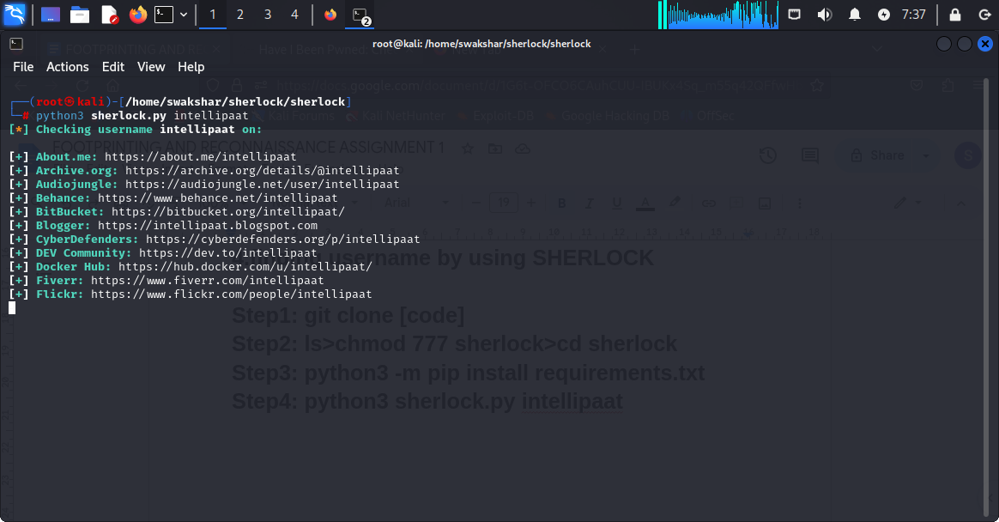 1 2 3 4 2 7:37
root@kali: /home/swakshar/sherlock/sherlock
File Actions Edit View Help
┌──(root㉿kali)-[/home/swakshar/sherlock/sherlock]
└─# python3 sherlock.py intellipaat
[*] Checking username intellipaat on:
FOOTPRINTING AND RECONNAISSANCE ASSIGNMENT 1
[+] About.me: https://about.me/intellipaat
[+] Archive.org: https://archive.org/details/@intellipaat
[+] Audiojungle: https://audiojungle.net/user/intellipaat
[+] Behance: https://www.behance.net/intellipaat
[+] BitBucket: https://bitbucket.org/intellipaat/
[+] Blogger: https://intellipaat.blogspot.com
[+] CyberDefenders: https://cyberdefenders.org/p/intellipaat
[+] DEV Community: https://dev.to/intellipaat
[+] Docker Hub: https://hub.docker.com/u/intellipaat/
[+] Fiverr: https://www.fiverr.com/intellipaat
[+] Flickr: https://www.flickr.com/people/intellipaat
Share
S
Arial
19
B I U A
username by using SHERLOCK
Step1: git clone [code]
Step2: ls>chmod 777 sherlock>cd sherlock
Step3: python3 -m pip install requirements.txt
Step4: python3 sherlock.py intellipaat